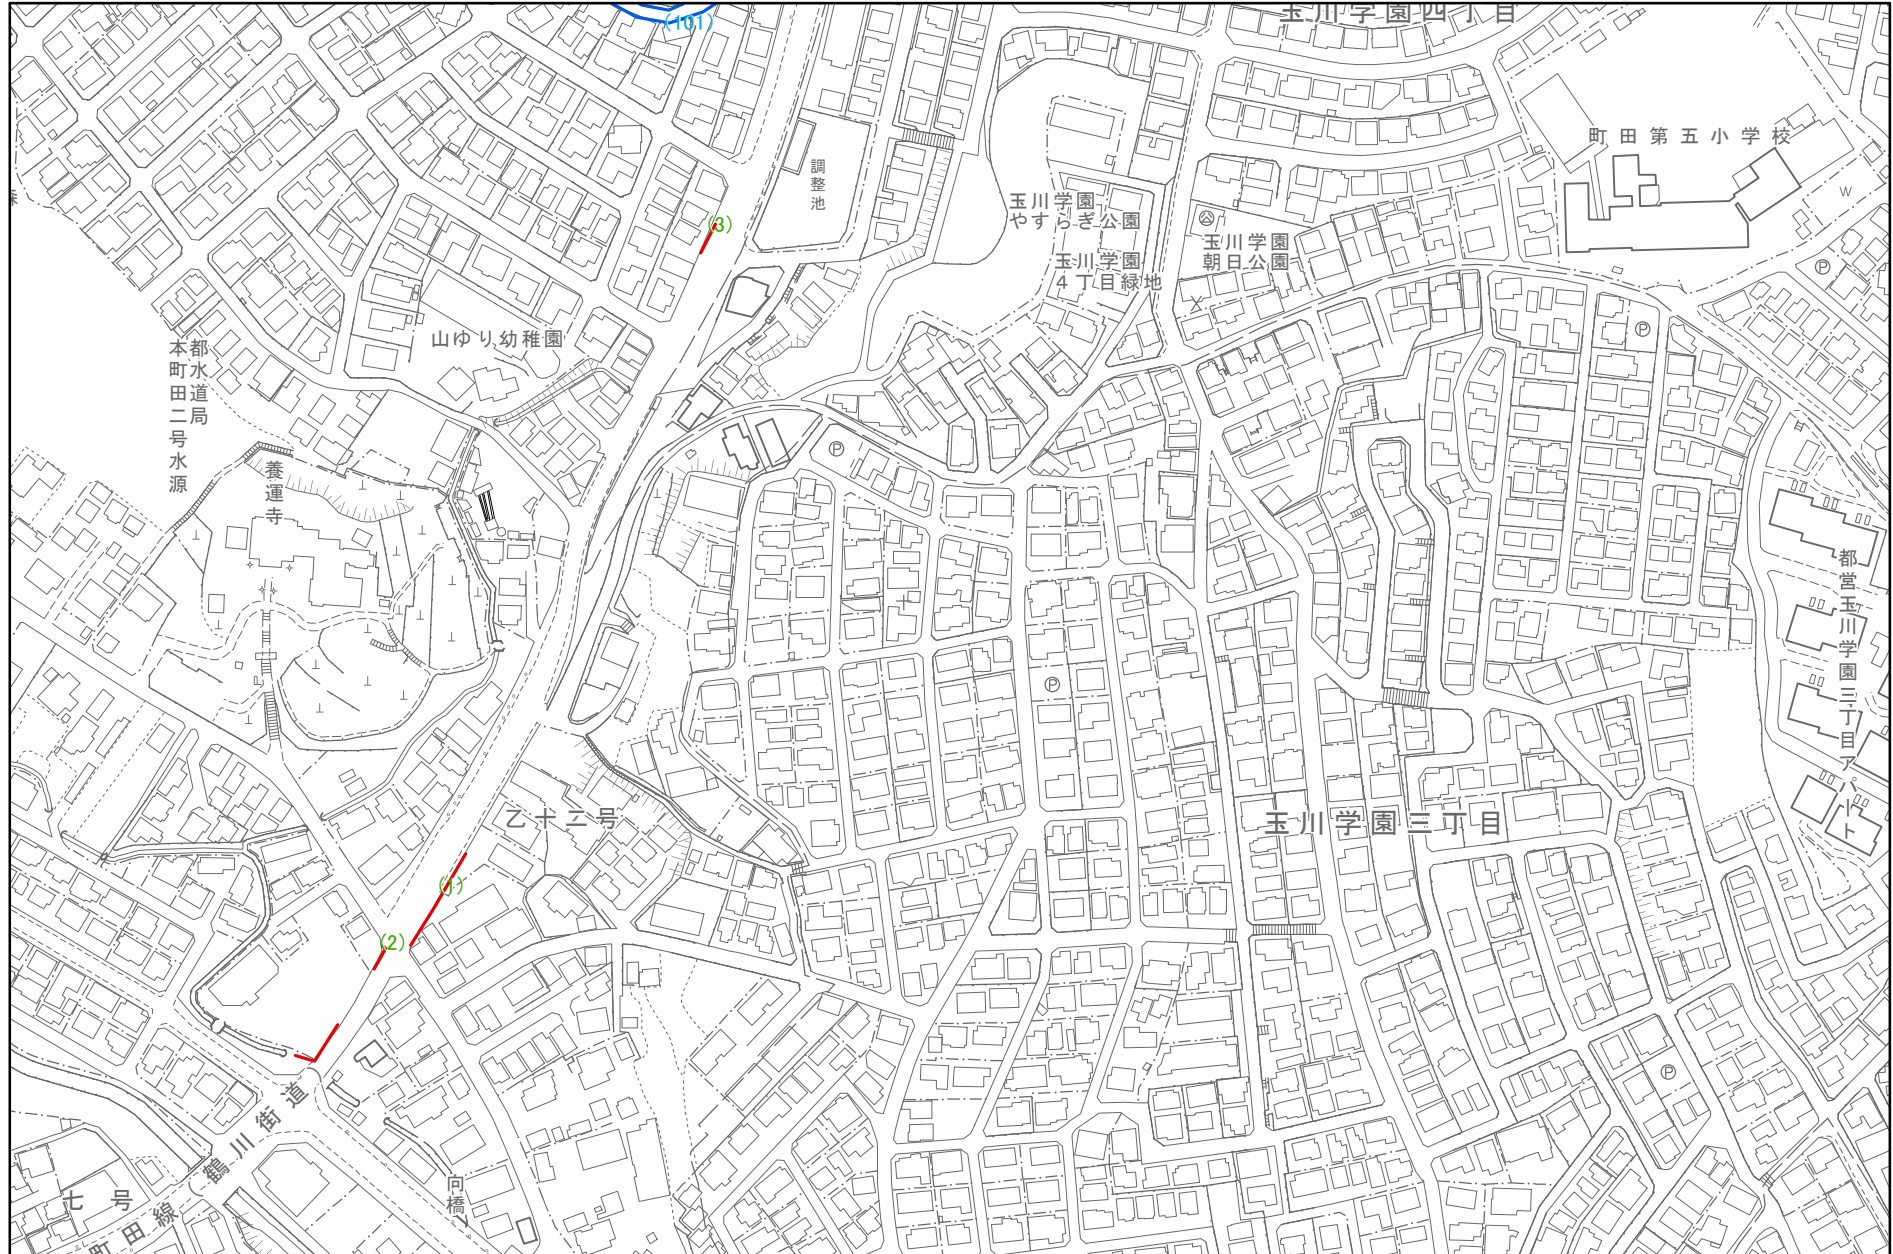 (101)
玉川学園四丁目
町田第五小学校
調整池
(3)
玉川学園
やすらぎ公園
玉川学園
朝日公園
玉川学園
4丁目緑地
W
P
P
山ゆり幼稚園
都水道局
本町田二号水源
養運寺
P
都営玉川学園三丁目アパート
P
乙十二号
玉川学園三丁目
(1)
(2)
P
鶴川街道
向橋
七号
町田線